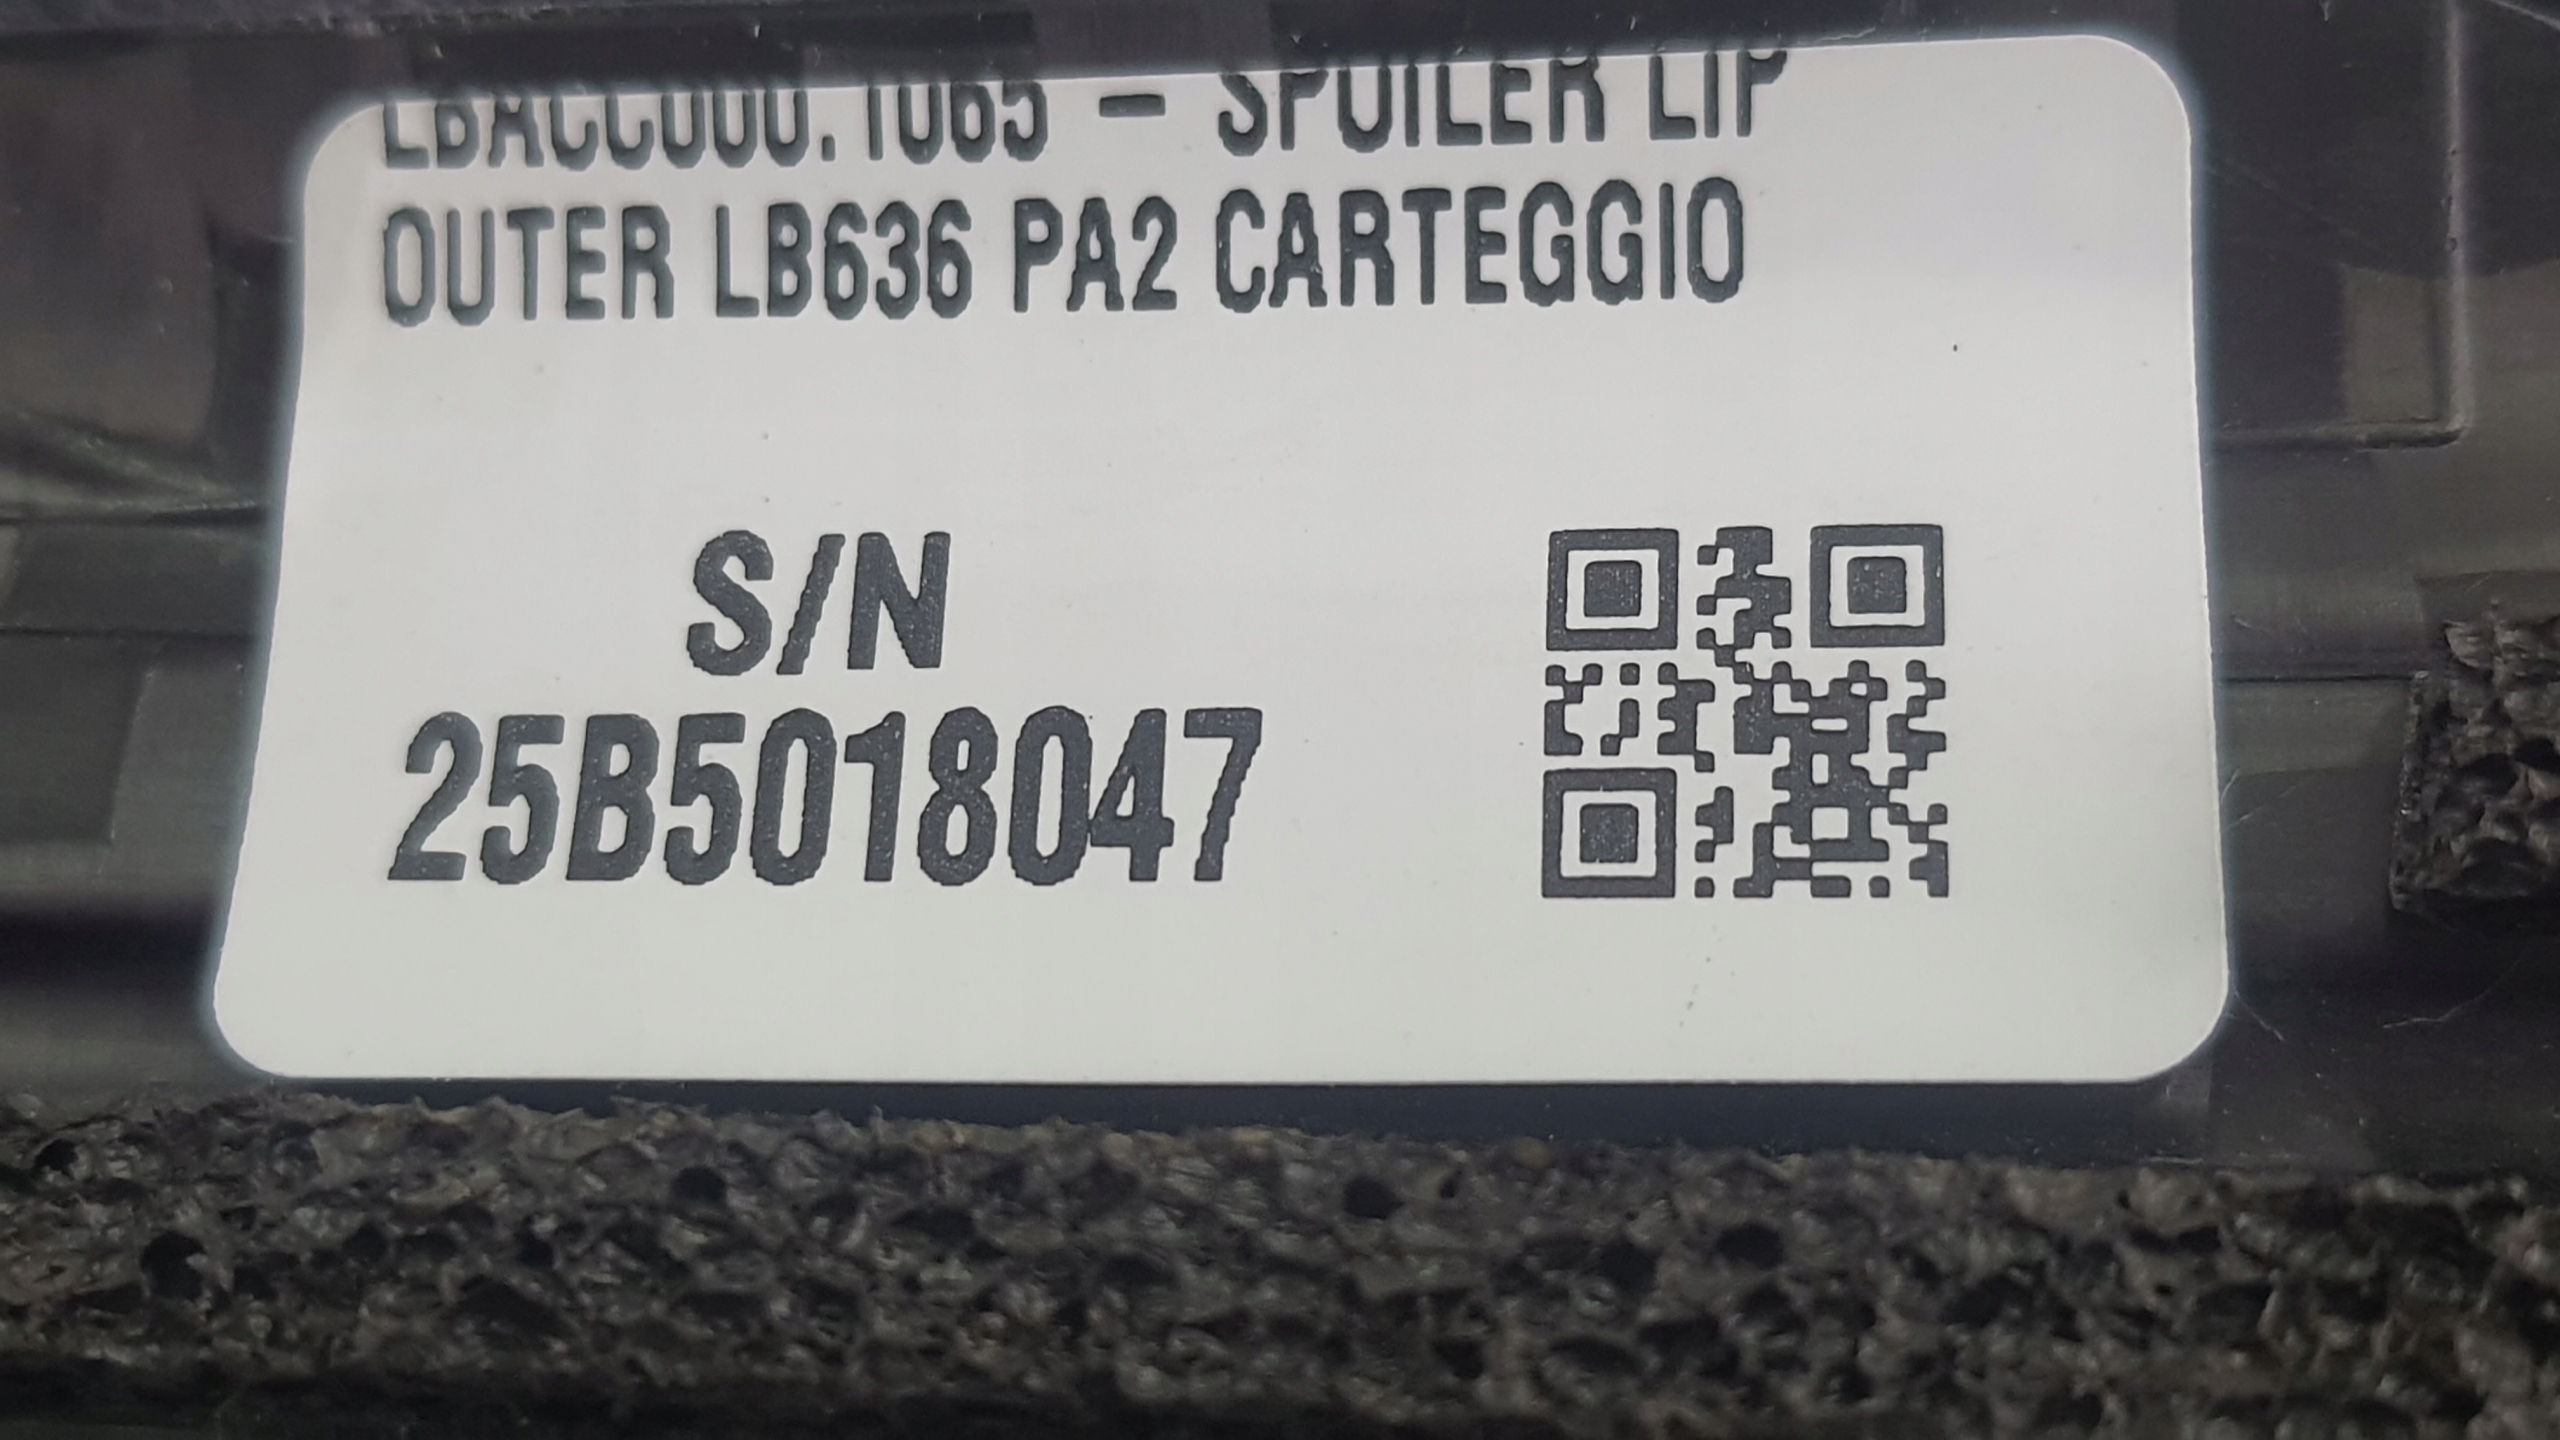 LBACC000.1065 – SPOILER LIP
OUTER LB636 PA2 CARTEGGIO
S/N
25B5018047